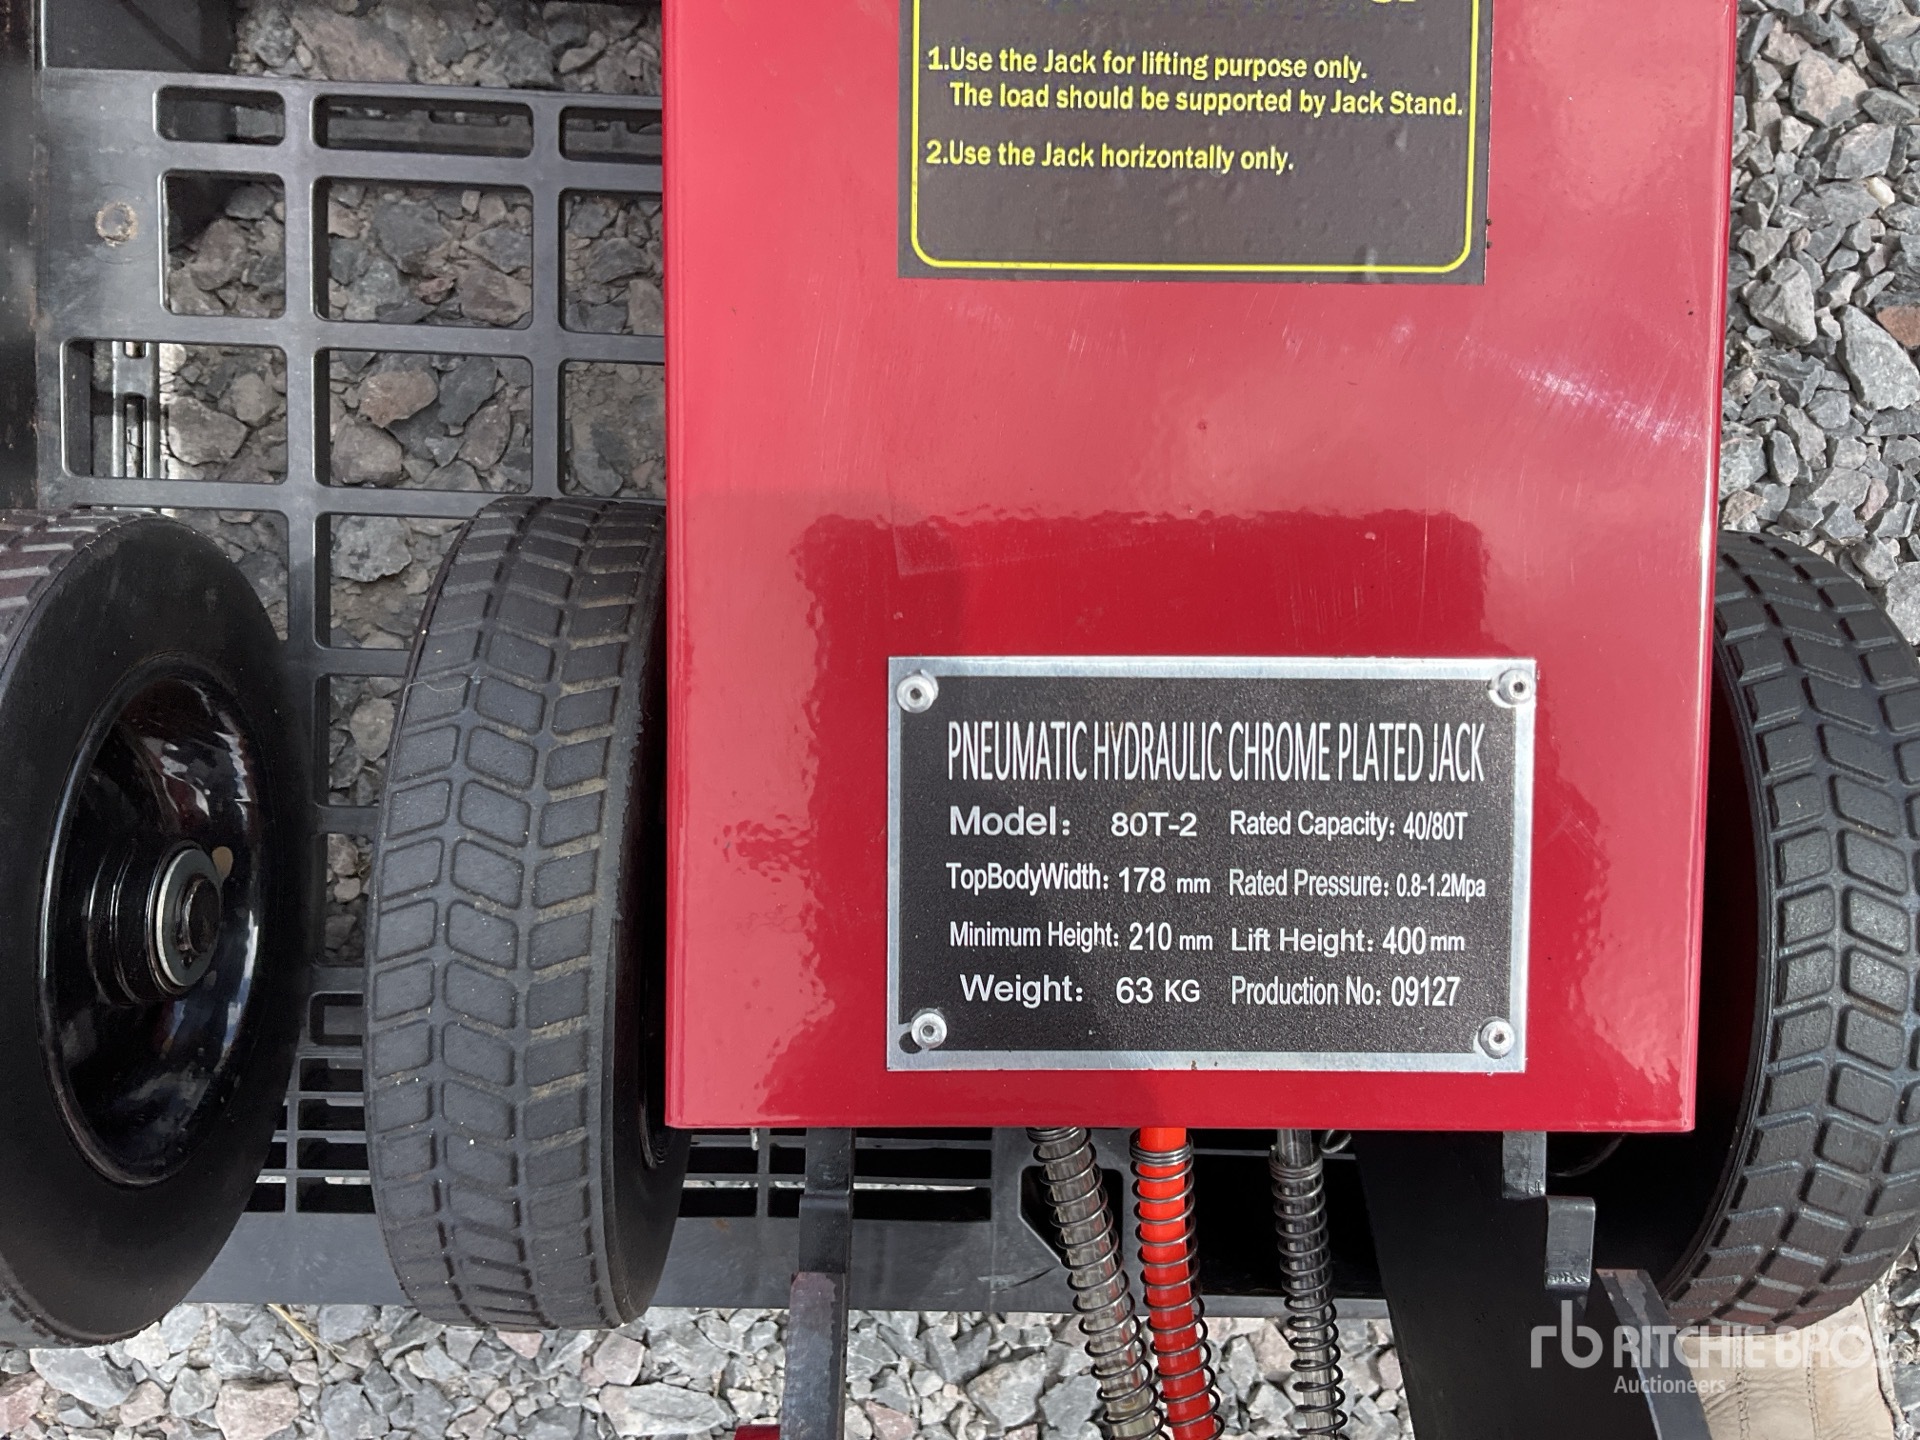 1.Use the Jack for lifting purpose only.
The load should be supported by Jack Stand.
2.Use the Jack horizontally only.
PNEUMATIC HYDRAULIC CHROME PLATED JACK
Model: 80T-2 Rated Capacity: 40/80T
TopBodyWidth: 178 mm Rated Pressure: 0.8-1.2Mpa
Minimum Height: 210 mm Lift Height: 400mm
Weight: 63 KG Production No: 09127
rb RITCHIE BROS
Auctioneers